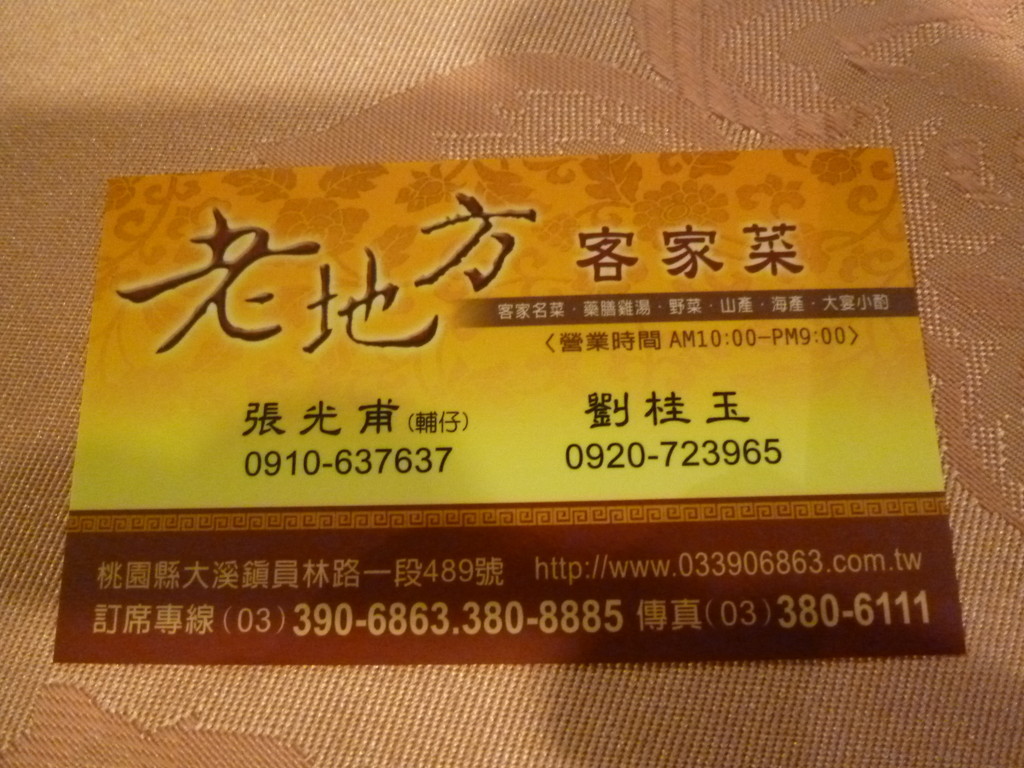 老地方 客家菜
客家名菜·藥膳雞湯·野菜·山產·海產·大宴小酌
〈營業時間 AM10:00-PM9:00〉
張光甫(輔仔) 劉桂玉
0910-637637 0920-723965
桃園縣大溪鎮員林路一段489號 http://www.033906863.com.tw
訂席專線(03)390-6863.380-8885 傳真(03)380-6111